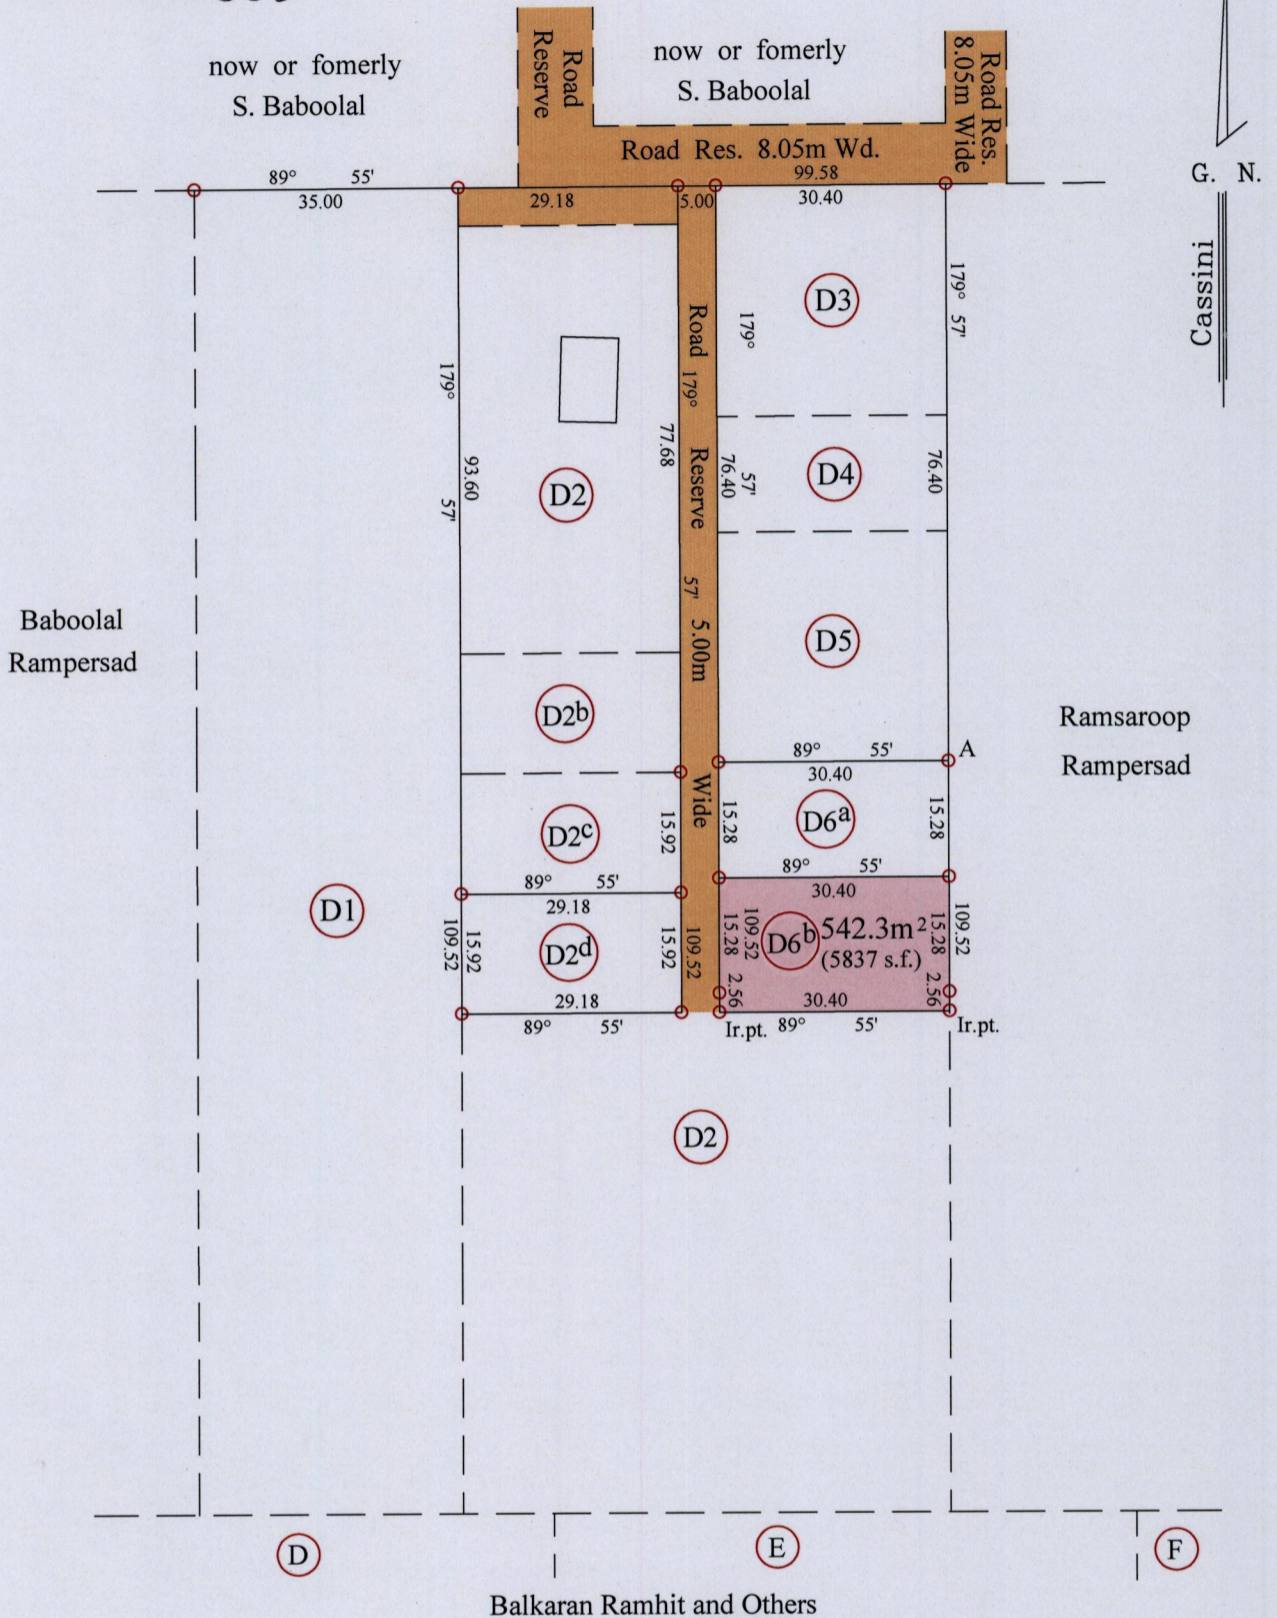 now or fomerly
S. Baboolal
Road
Reserve
now or fomerly
S. Baboolal
Road Res.
8.05m Wide
Road Res. 8.05m Wd.
G. N.
Cassini
89° 55'
35.00
29.18
5.00
99.58
30.40
179° 57'
93.60
D2
77.68
Road Reserve 5.00m Wide
179° 57'
179° 57'
76.40
D3
179° 57'
76.40
D4
D5
Baboolal
Rampersad
Ramsaroop
Rampersad
D2b
89° 55'
30.40
A
D2c
15.92
15.28
D6a
15.28
89° 55'
29.18
89° 55'
30.40
D1
109.52
15.92
D2d
15.92
109.52
15.28
109.52
D6b
542.3m²
(5837 s.f.)
15.28
109.52
2.56
2.56
29.18
89° 55'
30.40
Ir.pt.
89° 55'
Ir.pt.
D2
D
E
F
Balkaran Ramhit and Others